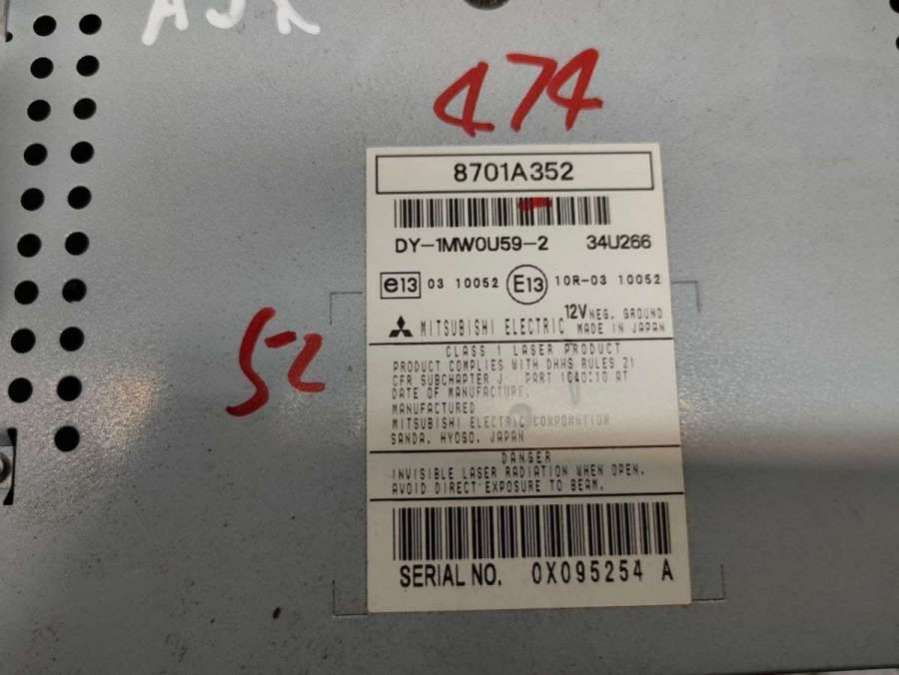 474
8701A352
DY-1MW0U59-2 34U266
e13 03 10052 E13 10R-03 10052
MITSUBISHI ELECTRIC 12V NEG. GROUND
MADE IN JAPAN
CLASS 1 LASER PRODUCT
PRODUCT COMPLIES WITH DHHS RULES 21
CFR SUBCHAPTER J, PART 1040:10 AT
DATE OF MANUFACTURE.
MANUFACTURED
MITSUBISHI ELECTRIC CORPORATION
SANDA, HYOGO, JAPAN
52
DANGER
INVISIBLE LASER RADIATION WHEN OPEN.
AVOID DIRECT EXPOSURE TO BEAM.
SERIAL NO. 0X095254 A